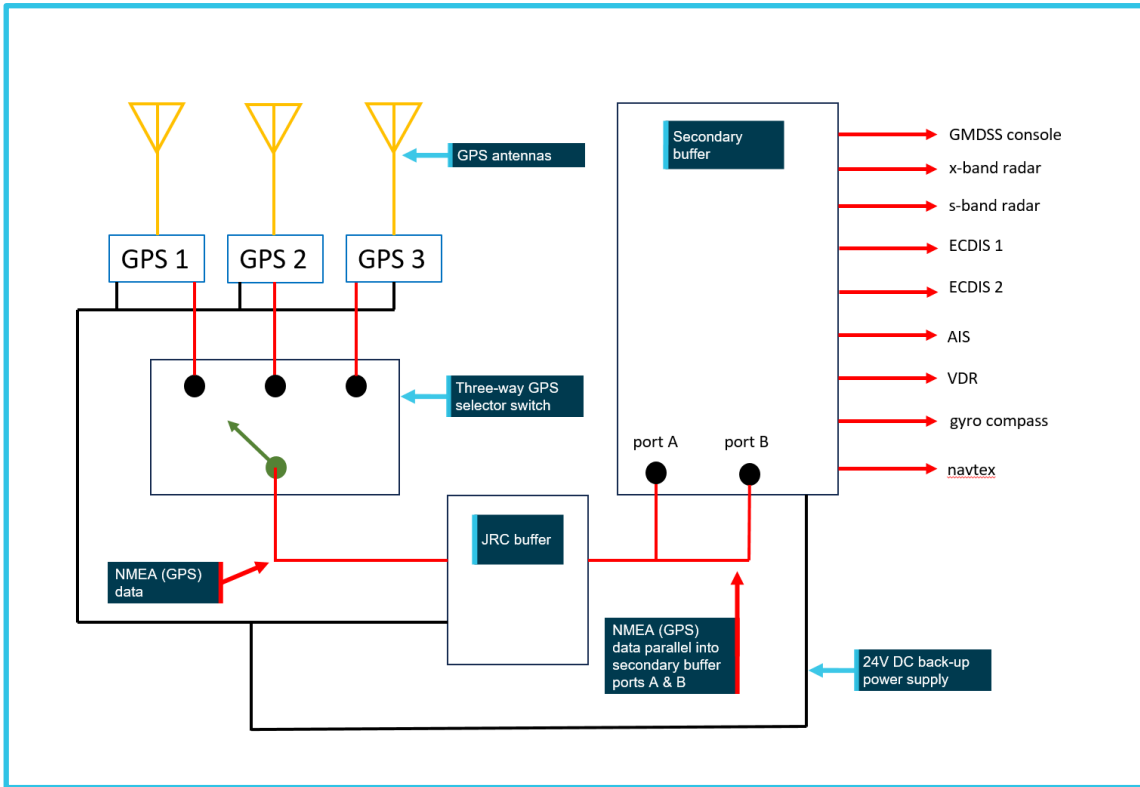 GPS antennas
GPS 1
GPS 2
GPS 3
Three-way GPS
selector switch
NMEA (GPS)
data
JRC buffer
Secondary
buffer
port A
port B
NMEA (GPS)
data parallel into
secondary buffer
ports A & B
24V DC back-up
power supply
GMDSS console
x-band radar
s-band radar
ECDIS 1
ECDIS 2
AIS
VDR
gyro compass
navtex